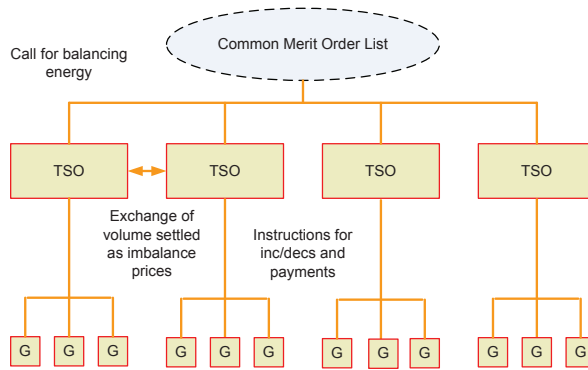 Common Merit Order List
Call for balancing
energy
TSO
TSO
TSO
TSO
Exchange of
volume settled
as imbalance
prices
Instructions for
inc/decs and
payments
G
G
G
G
G
G
G
G
G
G
G
G